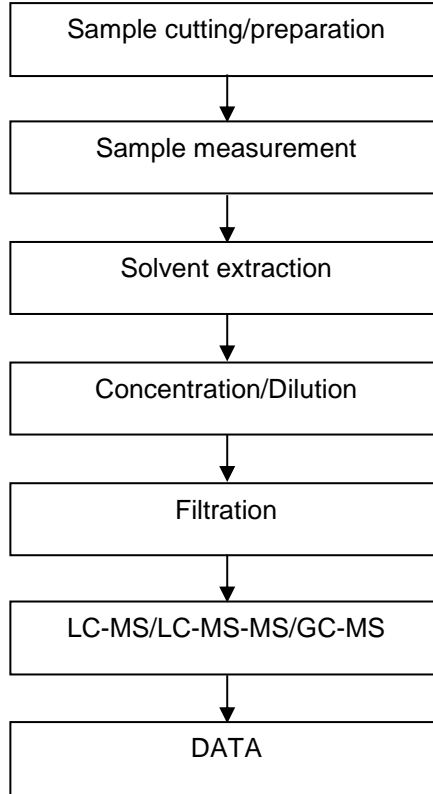 Sample cutting/preparation
Sample measurement
Solvent extraction
Concentration/Dilution
Filtration
LC-MS/LC-MS-MS/GC-MS
DATA